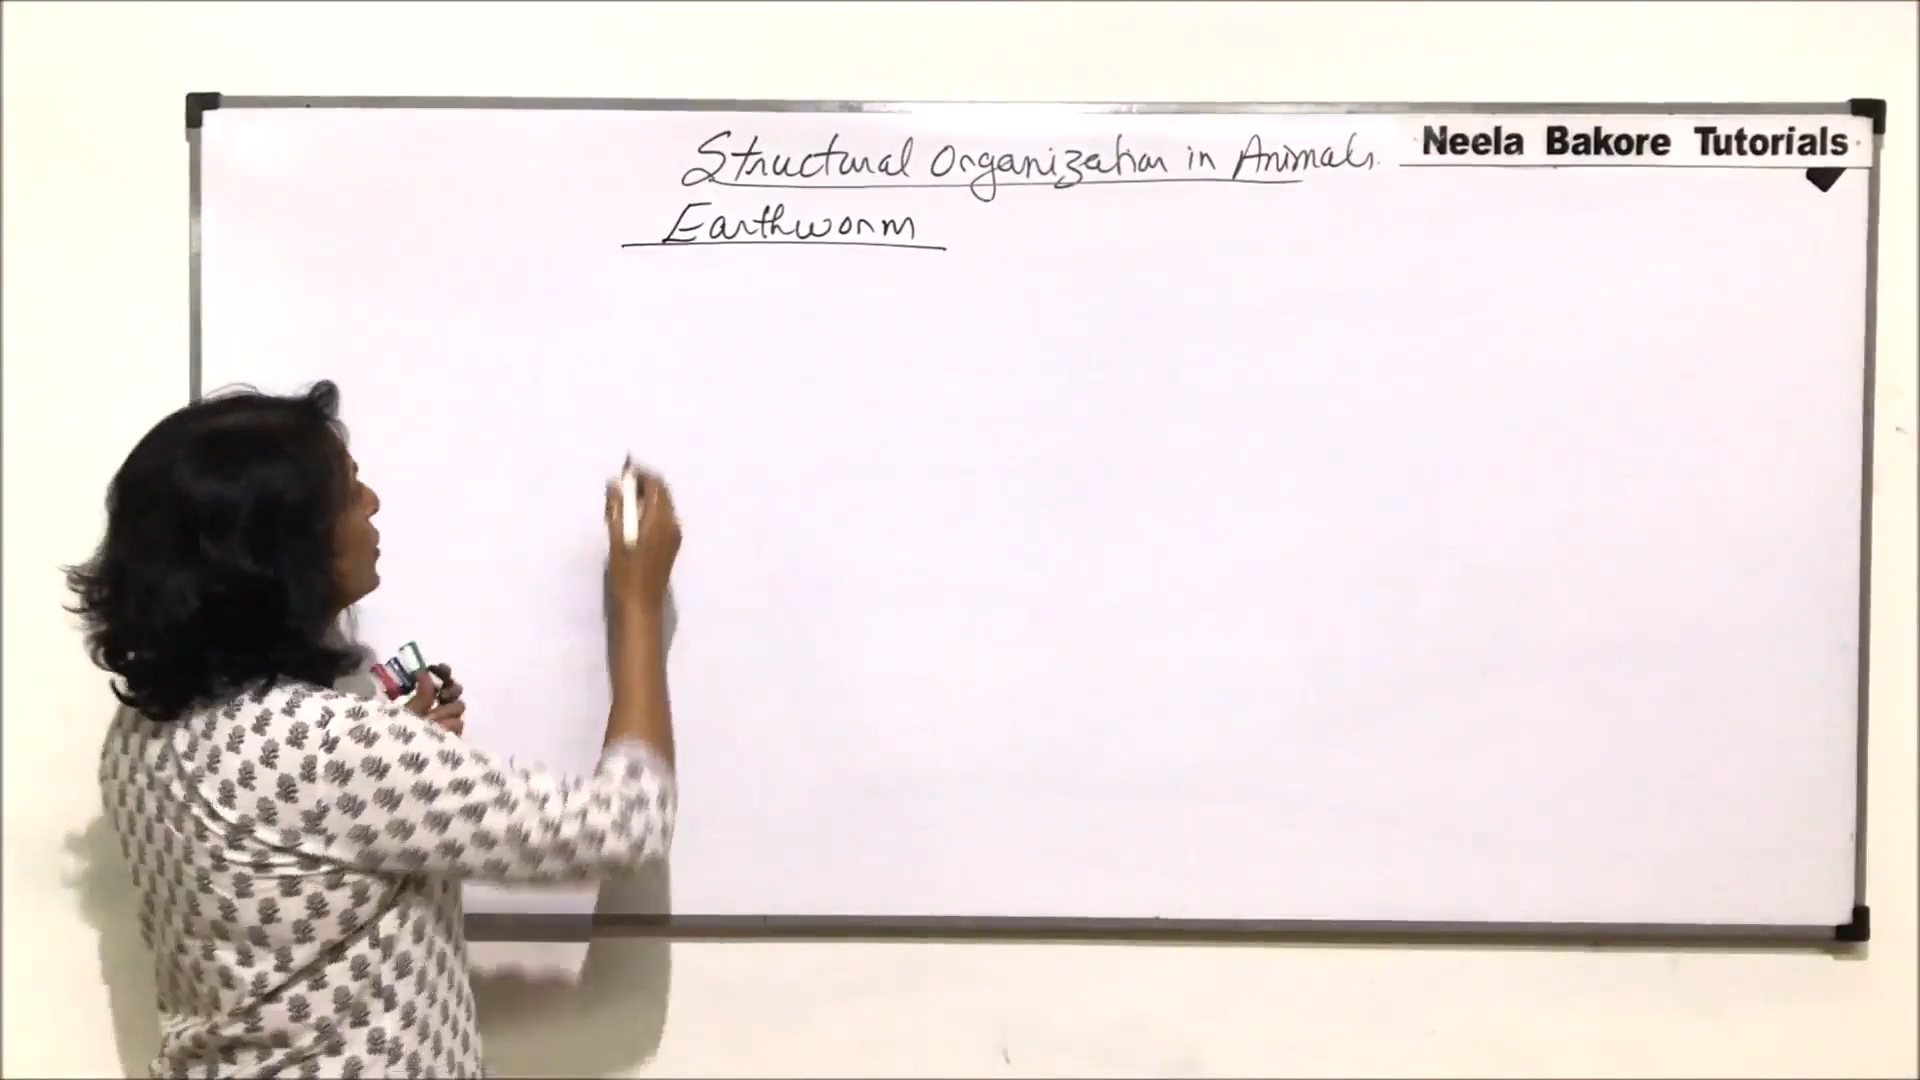 Structural Organization in Animals.
Neela Bakore Tutorials
Earthworm